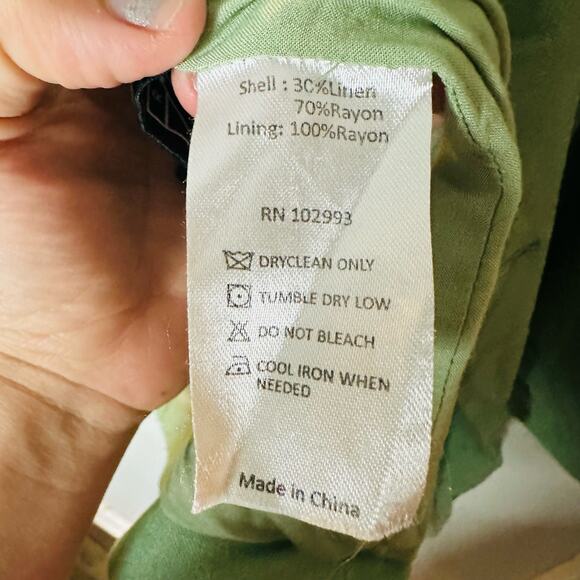 Shell : 30%Linen
70%Rayon
Lining: 100%Rayon
RN 102993
DRYCLEAN ONLY
TUMBLE DRY LOW
DO NOT BLEACH
COOL IRON WHEN
NEEDED
Made in China